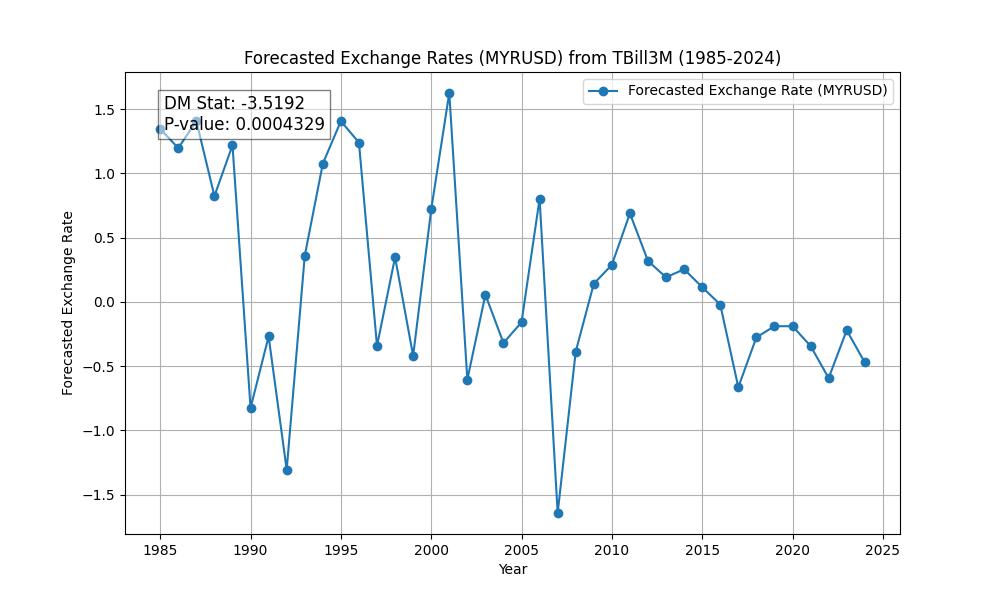 Forecasted Exchange Rates (MYRUSD) from TBill3M (1985-2024)
DM Stat: -3.5192
P-value: 0.0004329
Forecasted Exchange Rate (MYRUSD)
Forecasted Exchange Rate
1.5
1.0
0.5
0.0
−0.5
−1.0
−1.5
1985 1990 1995 2000 2005 2010 2015 2020 2025
Year